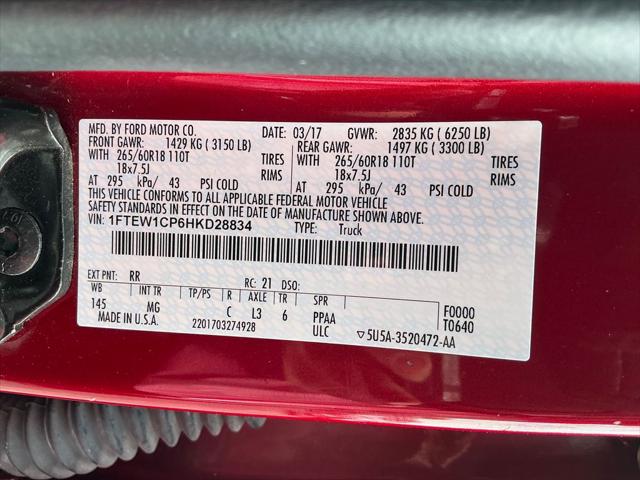 MFD. BY FORD MOTOR CO. DATE: 03/17 GVWR: 2835 KG ( 6250 LB)
FRONT GAWR: 1429 KG ( 3150 LB) REAR GAWR: 1497 KG ( 3300 LB)
WITH 265/60R18 110T TIRES WITH 265/60R18 110T TIRES
18x7.5J RIMS 18x7.5J RIMS
AT 295 kPa/ 43 PSI COLD AT 295 kPa/ 43 PSI COLD
THIS VEHICLE CONFORMS TO ALL APPLICABLE FEDERAL MOTOR VEHICLE
SAFETY STANDARDS IN EFFECT ON THE DATE OF MANUFACTURE SHOWN ABOVE.
VIN: 1FTEW1CP6HKD28834 TYPE: Truck
EXT PNT: RR RC: 21 DSO:
WB INT TR TP/PS R AXLE TR SPR F0000
145 MG C L3 6 PPAA T0640
MADE IN U.S.A. 2201703274928 ULC ▽5U5A-3520472-AA